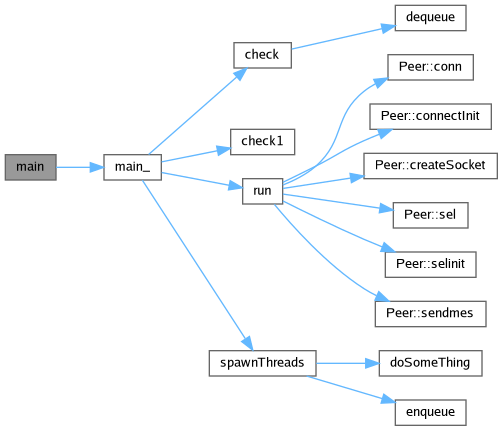 main
main_
check
dequeue
check1
run
Peer::conn
Peer::connectInit
Peer::createSocket
Peer::sel
Peer::selinit
Peer::sendmes
spawnThreads
doSomeThing
enqueue